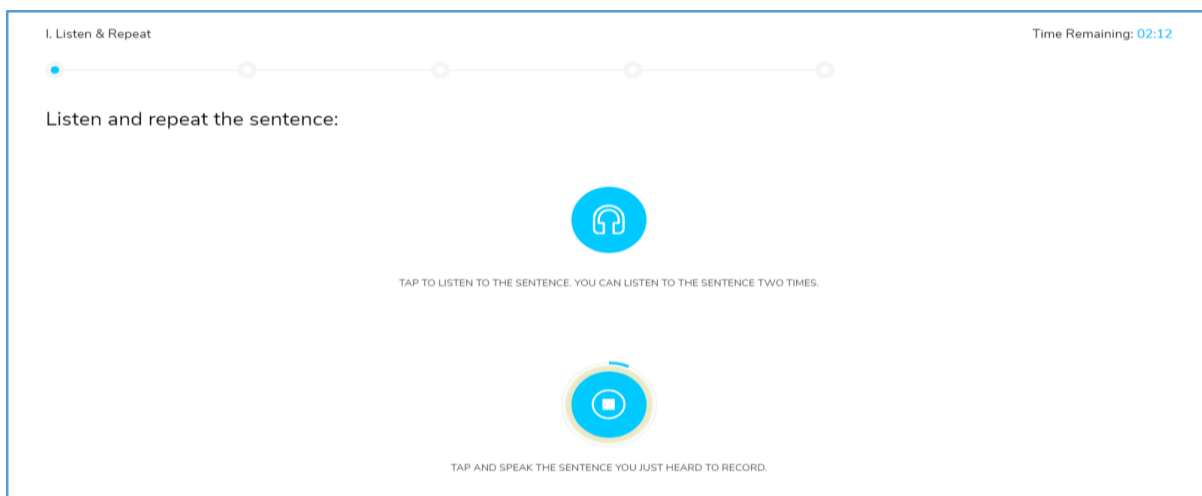 I. Listen & Repeat
Time Remaining: 02:12
Listen and repeat the sentence:
TAP TO LISTEN TO THE SENTENCE. YOU CAN LISTEN TO THE SENTENCE TWO TIMES.
TAP AND SPEAK THE SENTENCE YOU JUST HEARD TO RECORD.